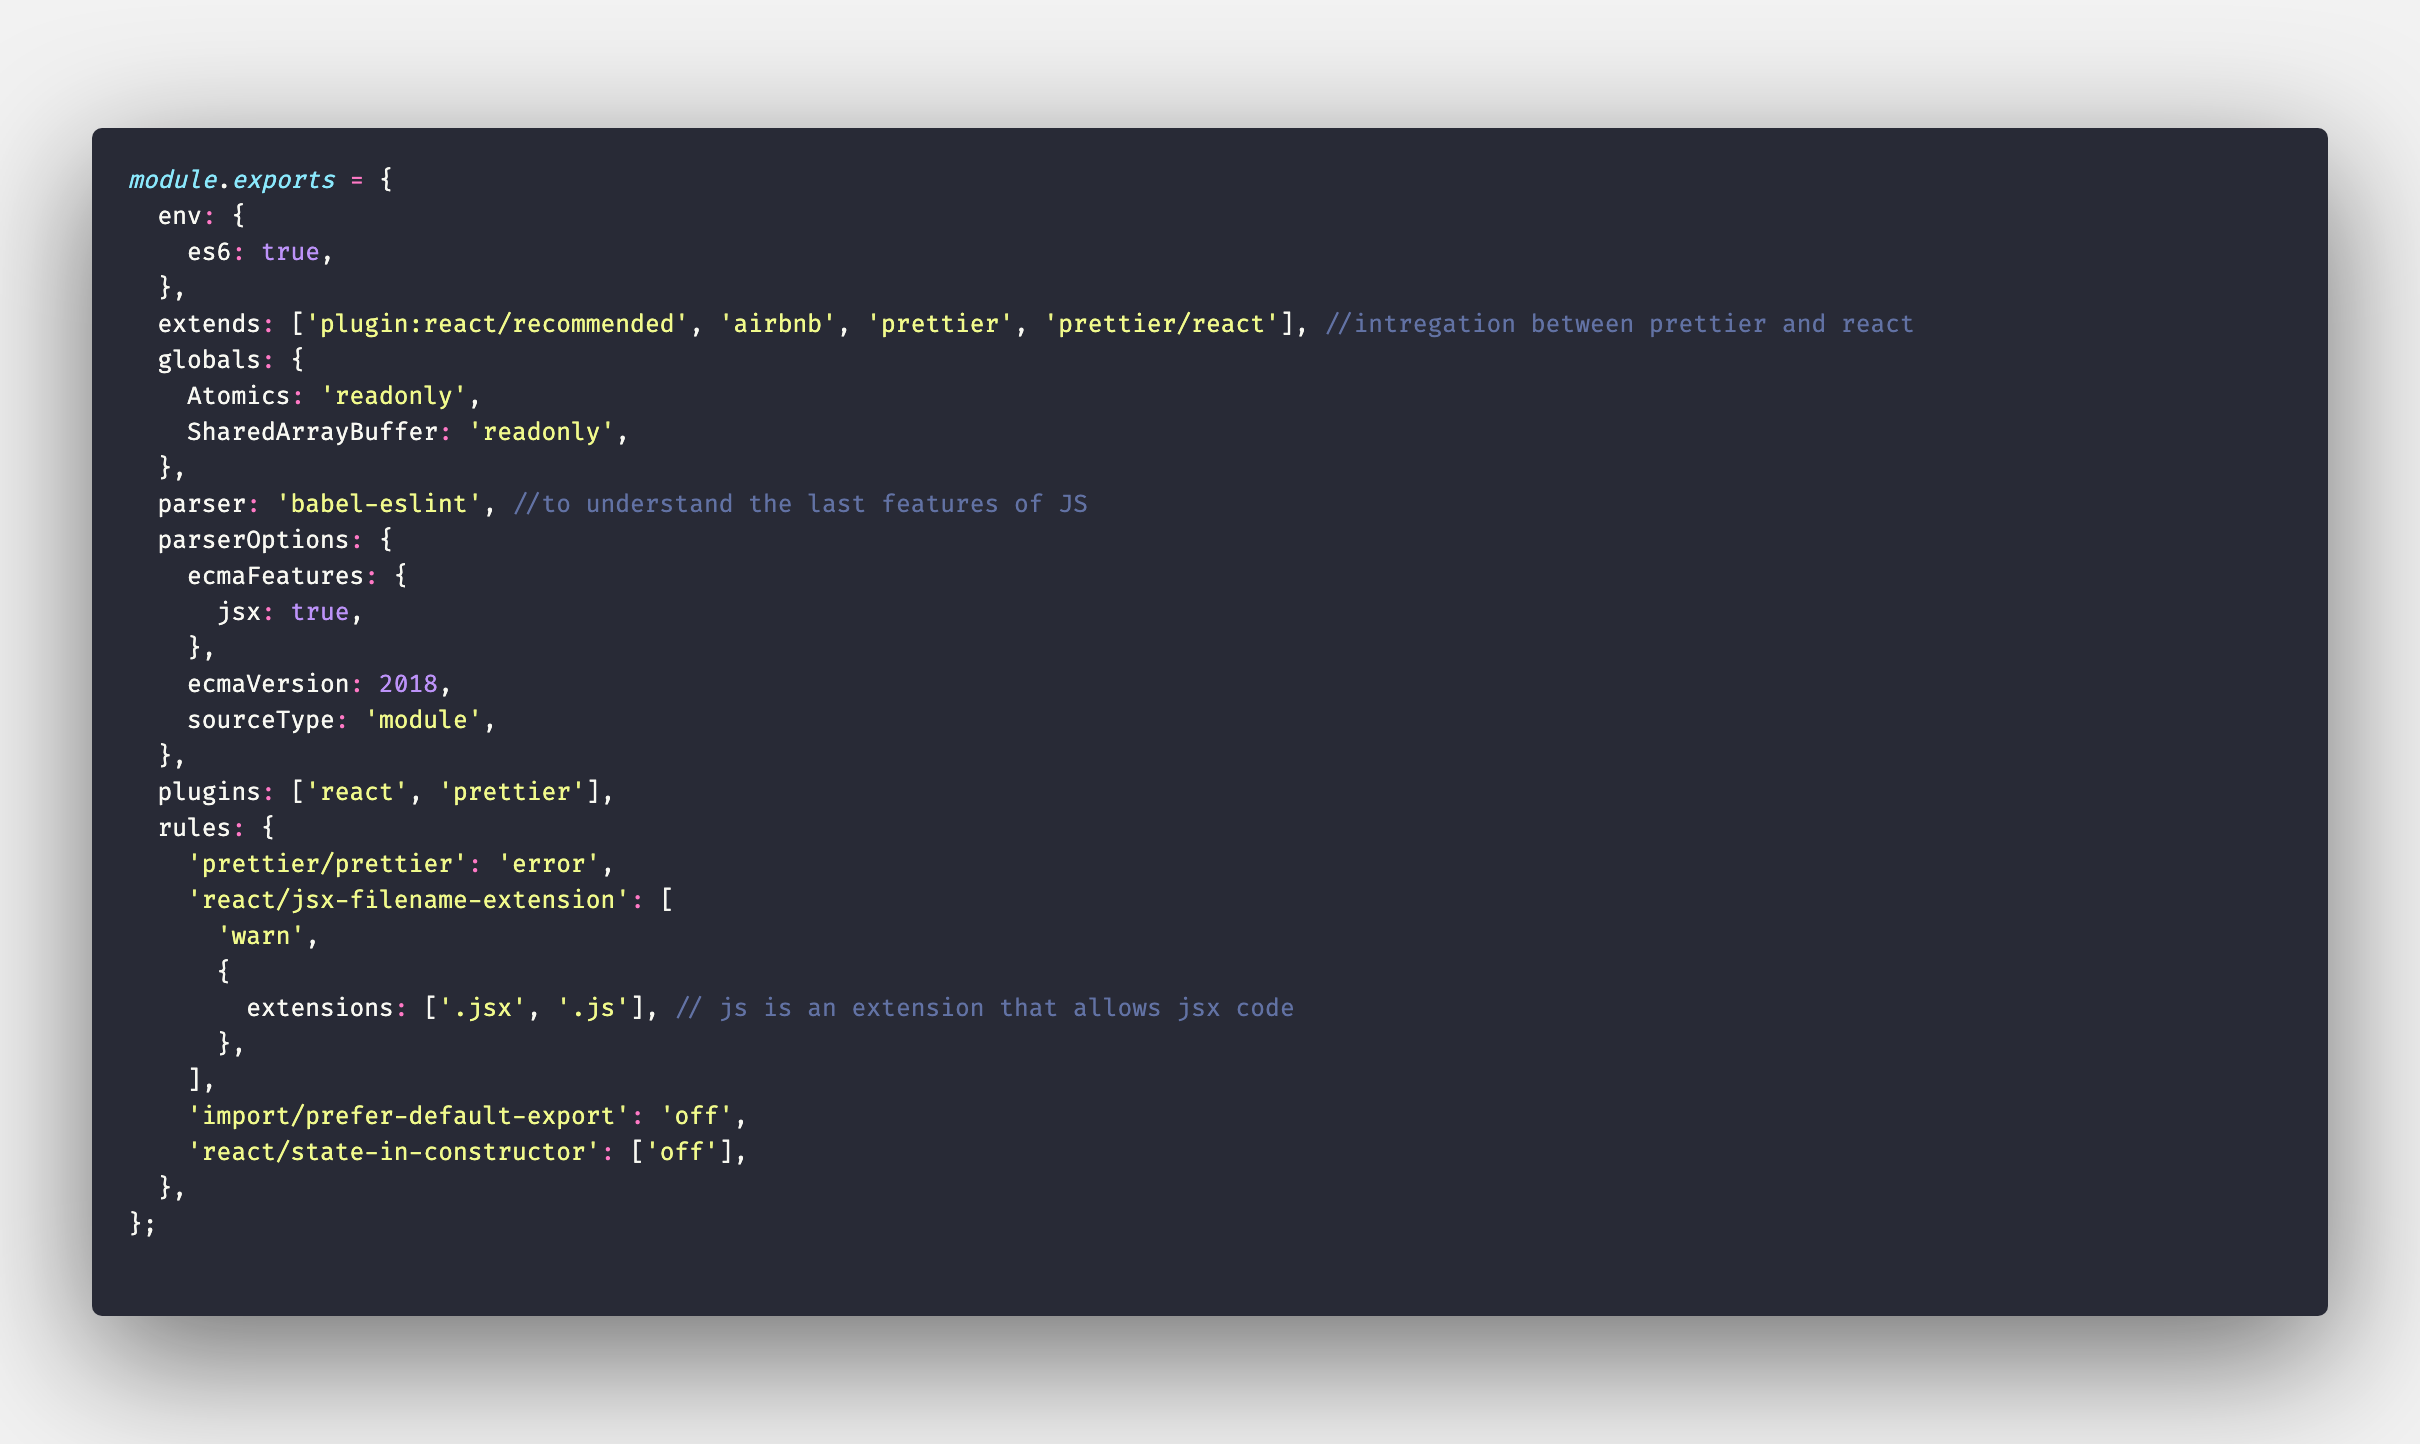 module.exports = {
  env: {
    es6: true,
  },
  extends: ['plugin:react/recommended', 'airbnb', 'prettier', 'prettier/react'], //intregation between prettier and react
  globals: {
    Atomics: 'readonly',
    SharedArrayBuffer: 'readonly',
  },
  parser: 'babel-eslint', //to understand the last features of JS
  parserOptions: {
    ecmaFeatures: {
      jsx: true,
    },
    ecmaVersion: 2018,
    sourceType: 'module',
  },
  plugins: ['react', 'prettier'],
  rules: {
    'prettier/prettier': 'error',
    'react/jsx-filename-extension': [
      'warn',
      {
        extensions: ['.jsx', '.js'], // js is an extension that allows jsx code
      },
    ],
    'import/prefer-default-export': 'off',
    'react/state-in-constructor': ['off'],
  },
};